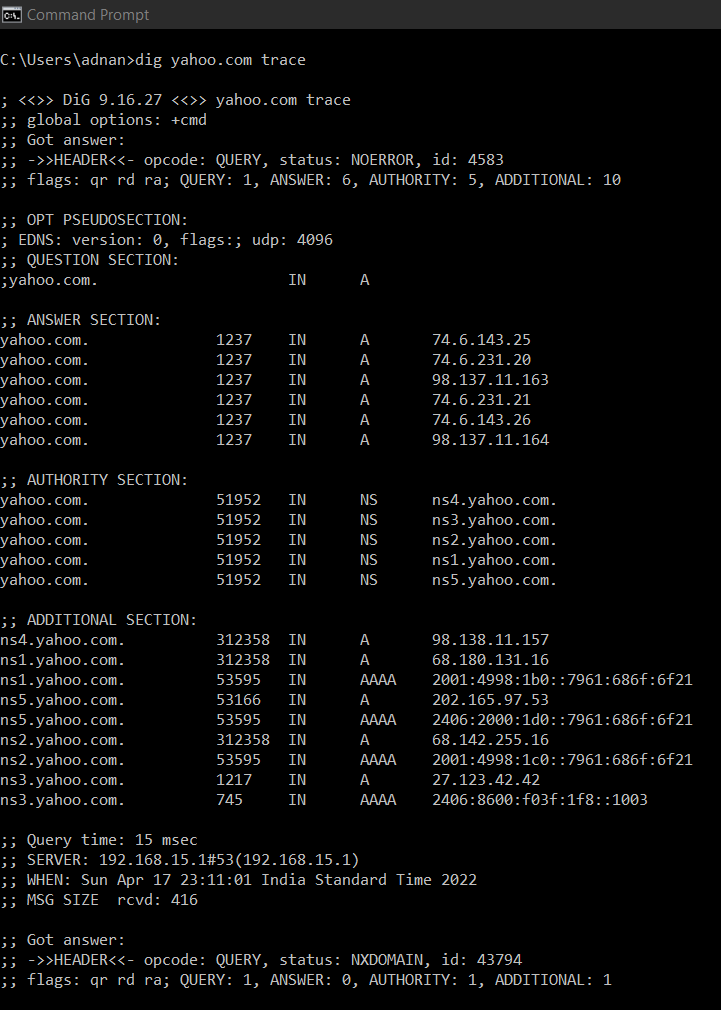 Command Prompt
C:\Users\adnan>dig yahoo.com trace
; <<>> DiG 9.16.27 <<>> yahoo.com trace
;; global options: +cmd
;; Got answer:
;; ->>HEADER<<- opcode: QUERY, status: NOERROR, id: 4583
;; flags: qr rd ra; QUERY: 1, ANSWER: 6, AUTHORITY: 5, ADDITIONAL: 10
;; OPT PSEUDOSECTION:
; EDNS: version: 0, flags:; udp: 4096
;; QUESTION SECTION:
;yahoo.com. IN A
;; ANSWER SECTION:
yahoo.com. 1237 IN A 74.6.143.25
yahoo.com. 1237 IN A 74.6.231.20
yahoo.com. 1237 IN A 98.137.11.163
yahoo.com. 1237 IN A 74.6.231.21
yahoo.com. 1237 IN A 74.6.143.26
yahoo.com. 1237 IN A 98.137.11.164
;; AUTHORITY SECTION:
yahoo.com. 51952 IN NS ns4.yahoo.com.
yahoo.com. 51952 IN NS ns3.yahoo.com.
yahoo.com. 51952 IN NS ns2.yahoo.com.
yahoo.com. 51952 IN NS ns1.yahoo.com.
yahoo.com. 51952 IN NS ns5.yahoo.com.
;; ADDITIONAL SECTION:
ns4.yahoo.com. 312358 IN A 98.138.11.157
ns1.yahoo.com. 312358 IN A 68.180.131.16
ns1.yahoo.com. 53595 IN AAAA 2001:4998:1b0::7961:686f:6f21
ns5.yahoo.com. 53166 IN A 202.165.97.53
ns5.yahoo.com. 53595 IN AAAA 2406:2000:1d0::7961:686f:6f21
ns2.yahoo.com. 312358 IN A 68.142.255.16
ns2.yahoo.com. 53595 IN AAAA 2001:4998:1c0::7961:686f:6f21
ns3.yahoo.com. 1217 IN A 27.123.42.42
ns3.yahoo.com. 745 IN AAAA 2406:8600:f03f:1f8::1003
;; Query time: 15 msec
;; SERVER: 192.168.15.1#53(192.168.15.1)
;; WHEN: Sun Apr 17 23:11:01 India Standard Time 2022
;; MSG SIZE rcvd: 416
;; Got answer:
;; ->>HEADER<<- opcode: QUERY, status: NXDOMAIN, id: 43794
;; flags: qr rd ra; QUERY: 1, ANSWER: 0, AUTHORITY: 1, ADDITIONAL: 1